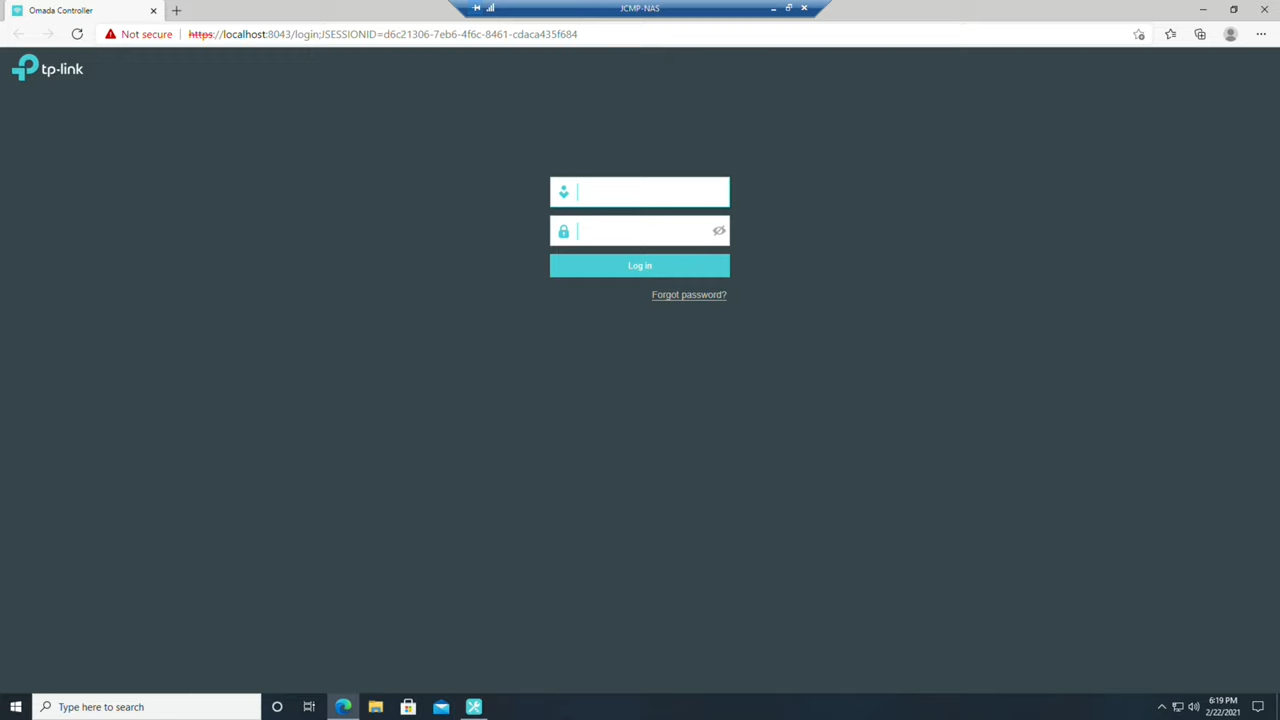 Omada Controller
JCMP-NAS
Not secure
https://localhost:8043/login;JSESSIONID=d6c21306-7eb6-4f6c-8461-cdaca435f684
tp-link
Log in
Forgot password?
Type here to search
6:19 PM
2/22/2021